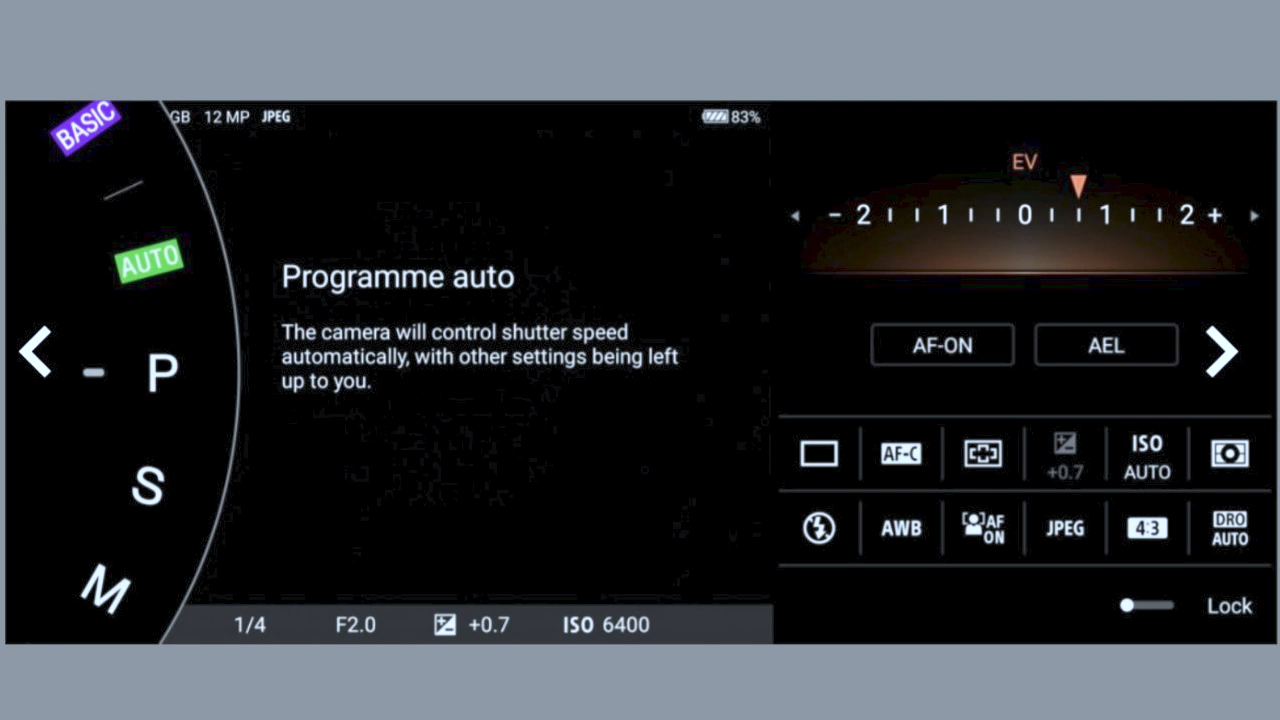 BASIC
GB 12 MP JPEG 83%
AUTO
P
S
M
Programme auto
The camera will control shutter speed
automatically, with other settings being left
up to you.
1/4 F2.0 +0.7 ISO 6400
EV
− 2 1 0 1 2 +
AF-ON AEL
AF-C +0.7 ISO AUTO
AWB AF ON JPEG 4:3 DRO AUTO
Lock